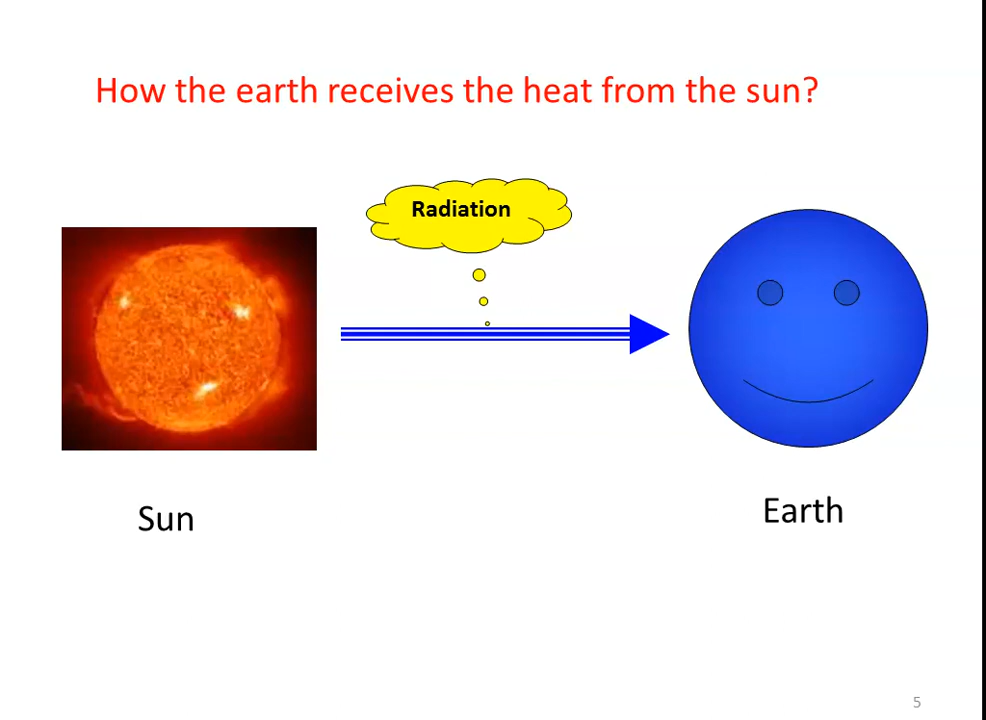 How the earth receives the heat from the sun?
Radiation
Sun
Earth
5